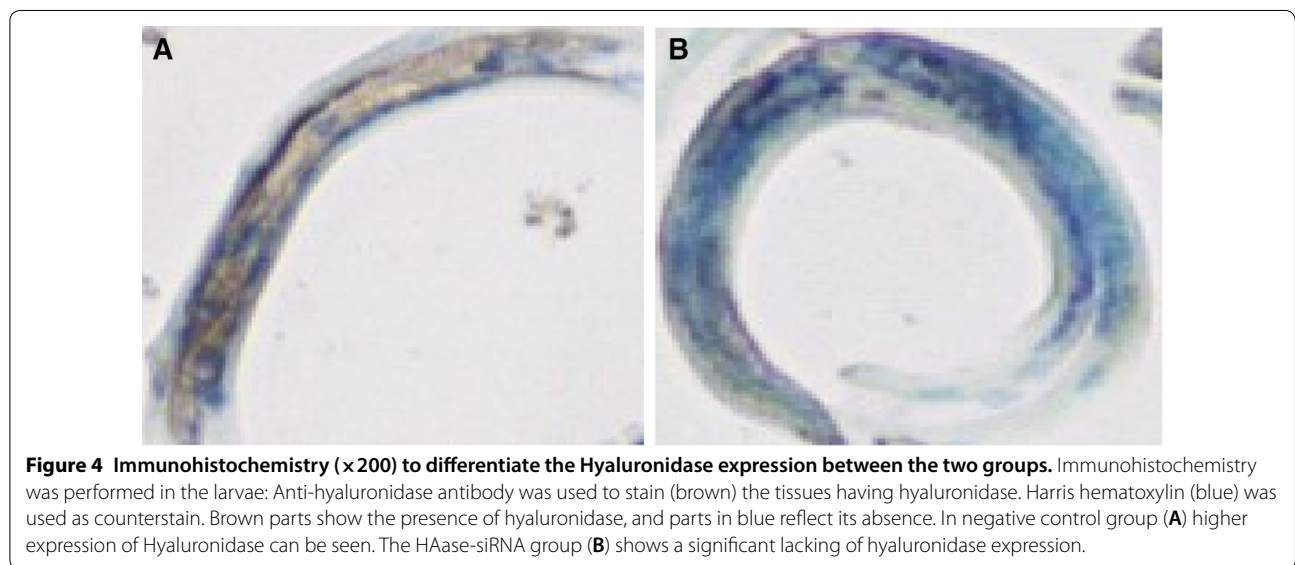 A
B
Figure 4 Immunohistochemistry (×200) to differentiate the Hyaluronidase expression between the two groups. Immunohistochemistry
was performed in the larvae: Anti-hyaluronidase antibody was used to stain (brown) the tissues having hyaluronidase. Harris hematoxylin (blue) was
used as counterstain. Brown parts show the presence of hyaluronidase, and parts in blue reflect its absence. In negative control group (A) higher
expression of Hyaluronidase can be seen. The HAase-siRNA group (B) shows a significant lacking of hyaluronidase expression.